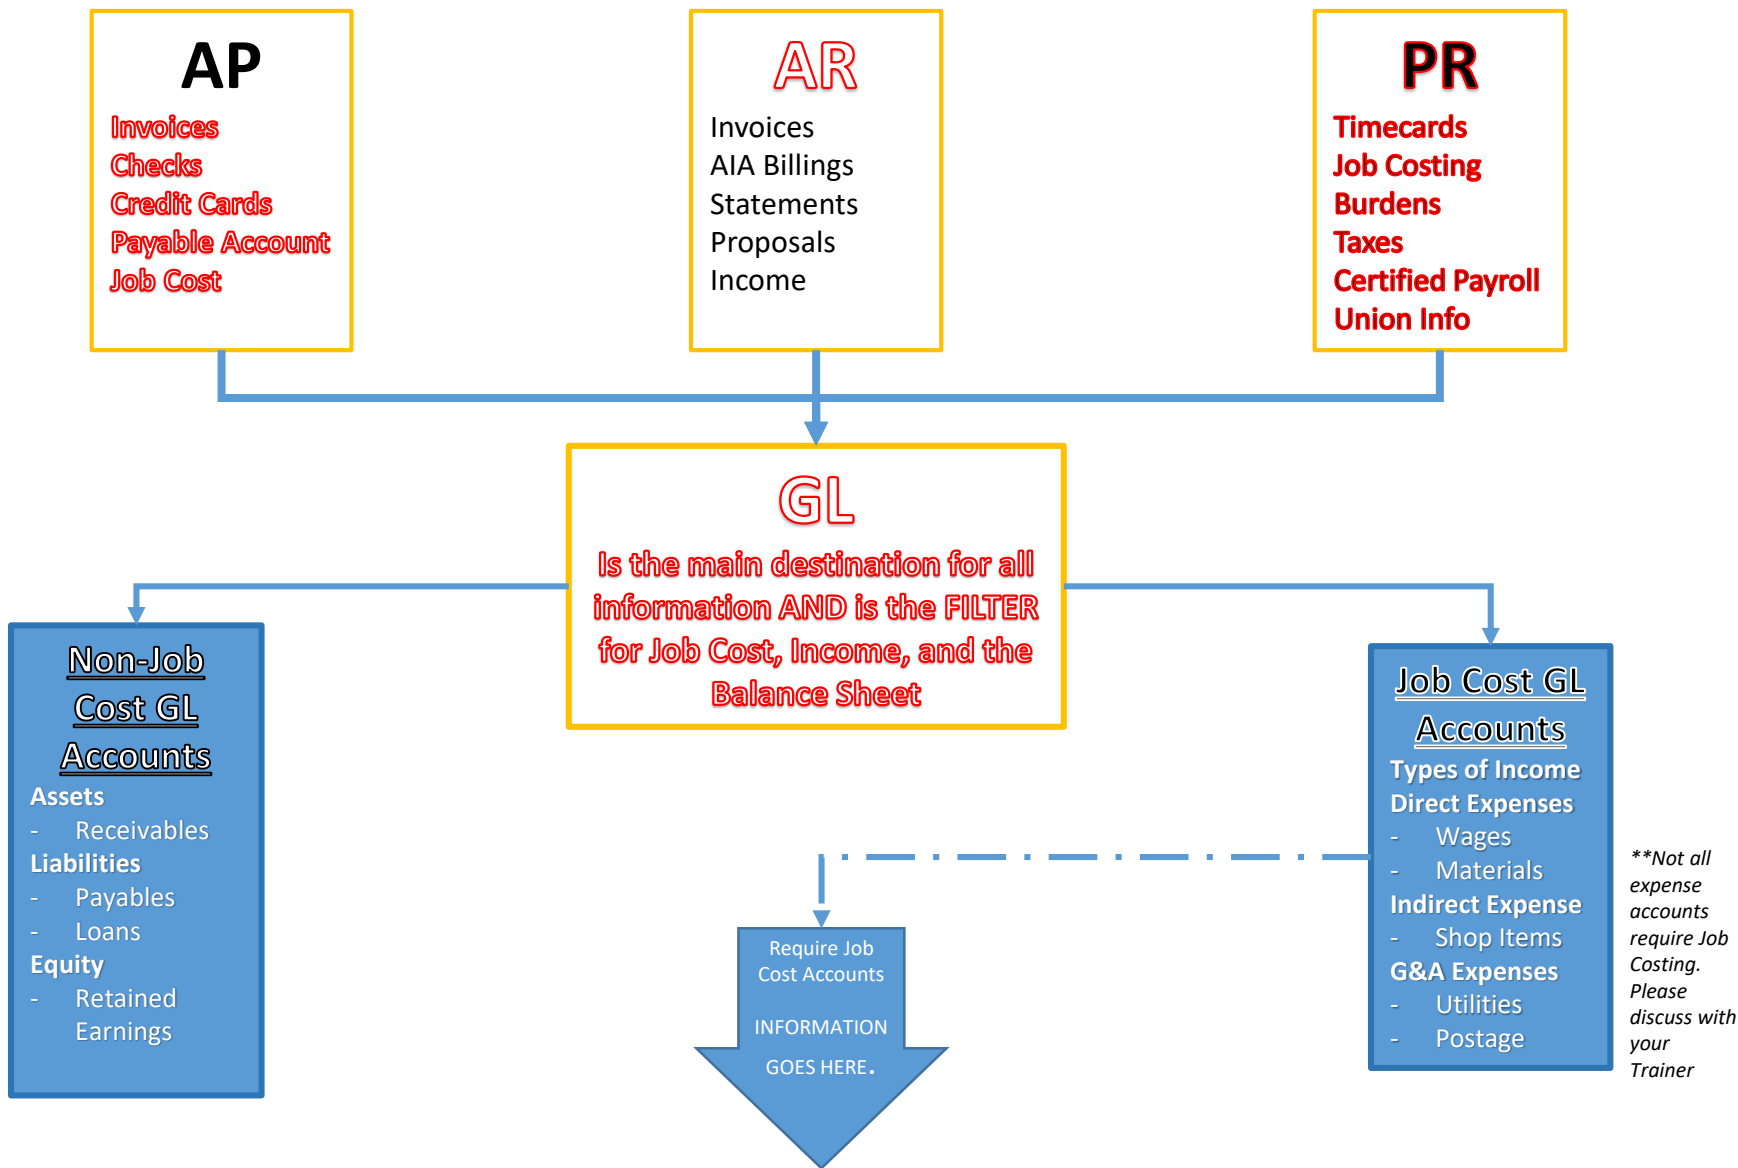 AP
Invoices
Checks
Credit Cards
Payable Account
Job Cost
AR
Invoices
AIA Billings
Statements
Proposals
Income
PR
Timecards
Job Costing
Burdens
Taxes
Certified Payroll
Union Info
GL
Is the main destination for all
information AND is the FILTER
for Job Cost, Income, and the
Balance Sheet
Non-Job
Cost GL
Accounts
Assets
- Receivables
Liabilities
- Payables
- Loans
Equity
- Retained
Earnings
Require Job
Cost Accounts
INFORMATION
GOES HERE.
Job Cost GL
Accounts
Types of Income
Direct Expenses
- Wages
- Materials
Indirect Expense
- Shop Items
G&A Expenses
- Utilities
- Postage
**Not all
expense
accounts
require Job
Costing.
Please
discuss with
your
Trainer